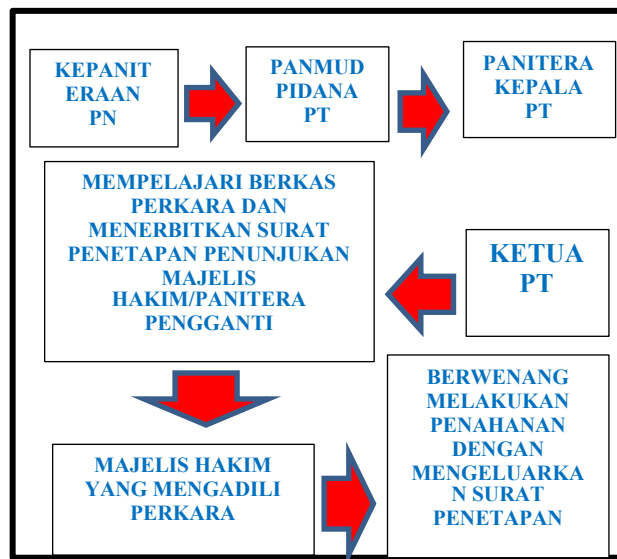 KEPANIT
ERAAN
PN
PANMUD
PIDANA
PT
PANITERA
KEPALA
PT
KETUA
PT
MEMPELAJARI BERKAS
PERKARA DAN
MENERBITKAN SURAT
PENETAPAN PENUNJUKAN
MAJELIS
HAKIM/PANITERA
PENGGANTI
MAJELIS HAKIM
YANG MENGADILI
PERKARA
BERWENANG
MELAKUKAN
PENAHANAN
DENGAN
MENGELUARKA
N SURAT
PENETAPAN